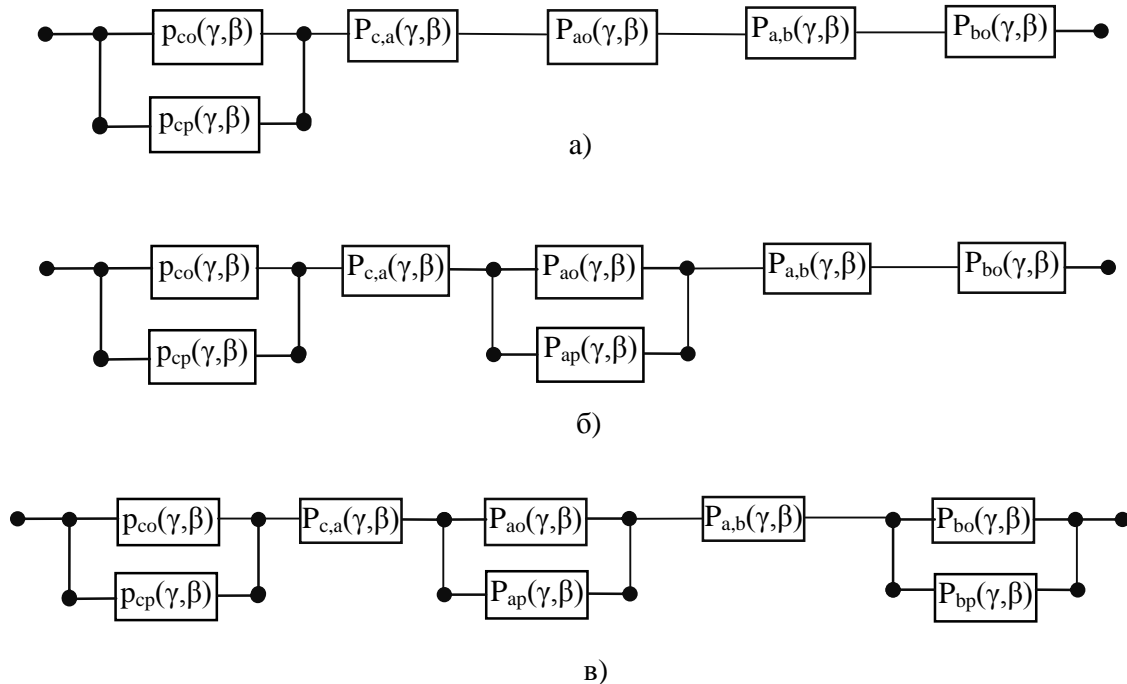 p_co(γ,β) P_c,a(γ,β) P_ao(γ,β) P_a,b(γ,β) P_bo(γ,β)
p_cp(γ,β)
а)
p_co(γ,β) P_c,a(γ,β) P_ao(γ,β) P_a,b(γ,β) P_bo(γ,β)
p_cp(γ,β) P_ap(γ,β)
б)
p_co(γ,β) P_c,a(γ,β) P_ao(γ,β) P_a,b(γ,β) P_bo(γ,β)
p_cp(γ,β) P_ap(γ,β) P_bp(γ,β)
в)